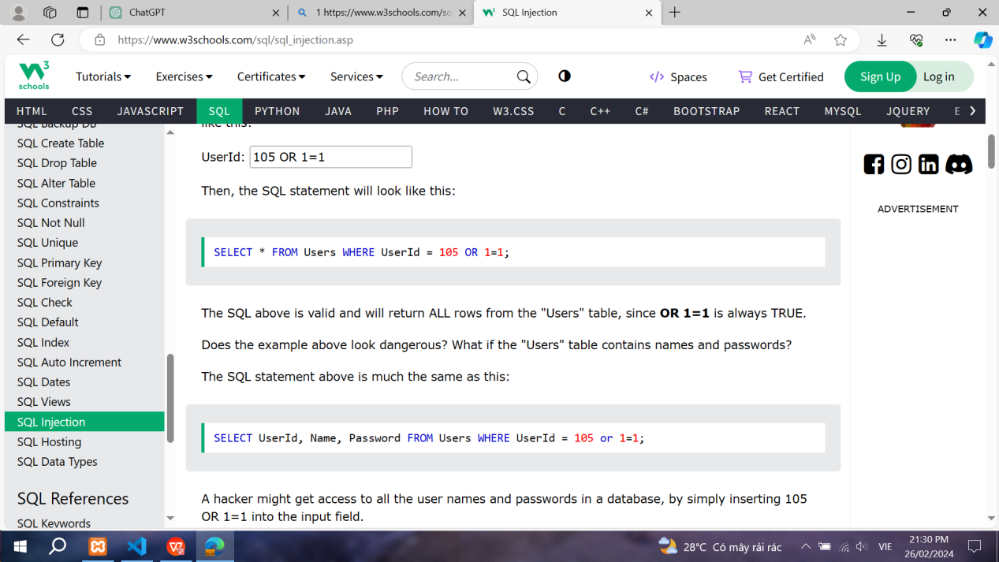 ChatGPT
1 https://www.w3schools.com/sq
SQL Injection
https://www.w3schools.com/sql/sql_injection.asp
3
schools
Tutorials
Exercises
Certificates
Services
Search...
Spaces
Get Certified
Sign Up
Log in
HTML CSS JAVASCRIPT SQL PYTHON JAVA PHP HOW TO W3.CSS C C++ C# BOOTSTRAP REACT MYSQL JQUERY E
SQL Backup DB
SQL Create Table
SQL Drop Table
SQL Alter Table
SQL Constraints
SQL Not Null
SQL Unique
SQL Primary Key
SQL Foreign Key
SQL Check
SQL Default
SQL Index
SQL Auto Increment
SQL Dates
SQL Views
SQL Injection
SQL Hosting
SQL Data Types
SQL References
SQL Keywords
like this:
UserId: 105 OR 1=1
Then, the SQL statement will look like this:
SELECT * FROM Users WHERE UserId = 105 OR 1=1;
The SQL above is valid and will return ALL rows from the "Users" table, since OR 1=1 is always TRUE.
Does the example above look dangerous? What if the "Users" table contains names and passwords?
The SQL statement above is much the same as this:
SELECT UserId, Name, Password FROM Users WHERE UserId = 105 or 1=1;
A hacker might get access to all the user names and passwords in a database, by simply inserting 105
OR 1=1 into the input field.
ADVERTISEMENT
28°C Có mây rải rác
VIE
21:30 PM
26/02/2024